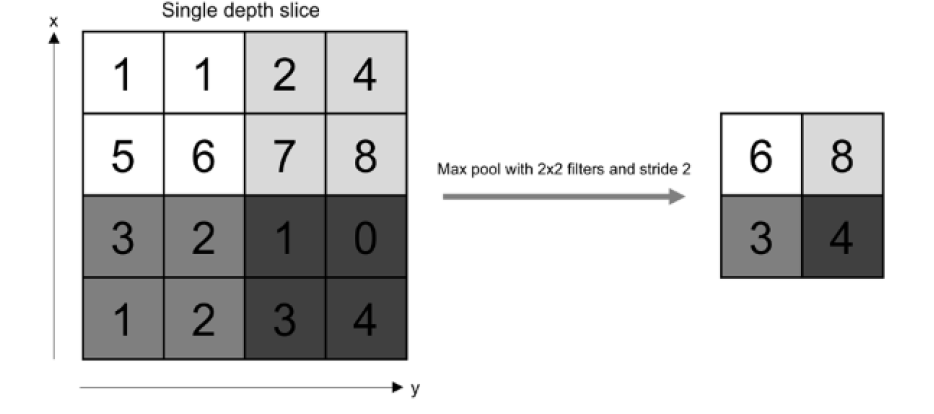 Single depth slice
x
1 1 2 4
5 6 7 8
3 2 1 0
1 2 3 4
y
Max pool with 2x2 filters and stride 2
6 8
3 4